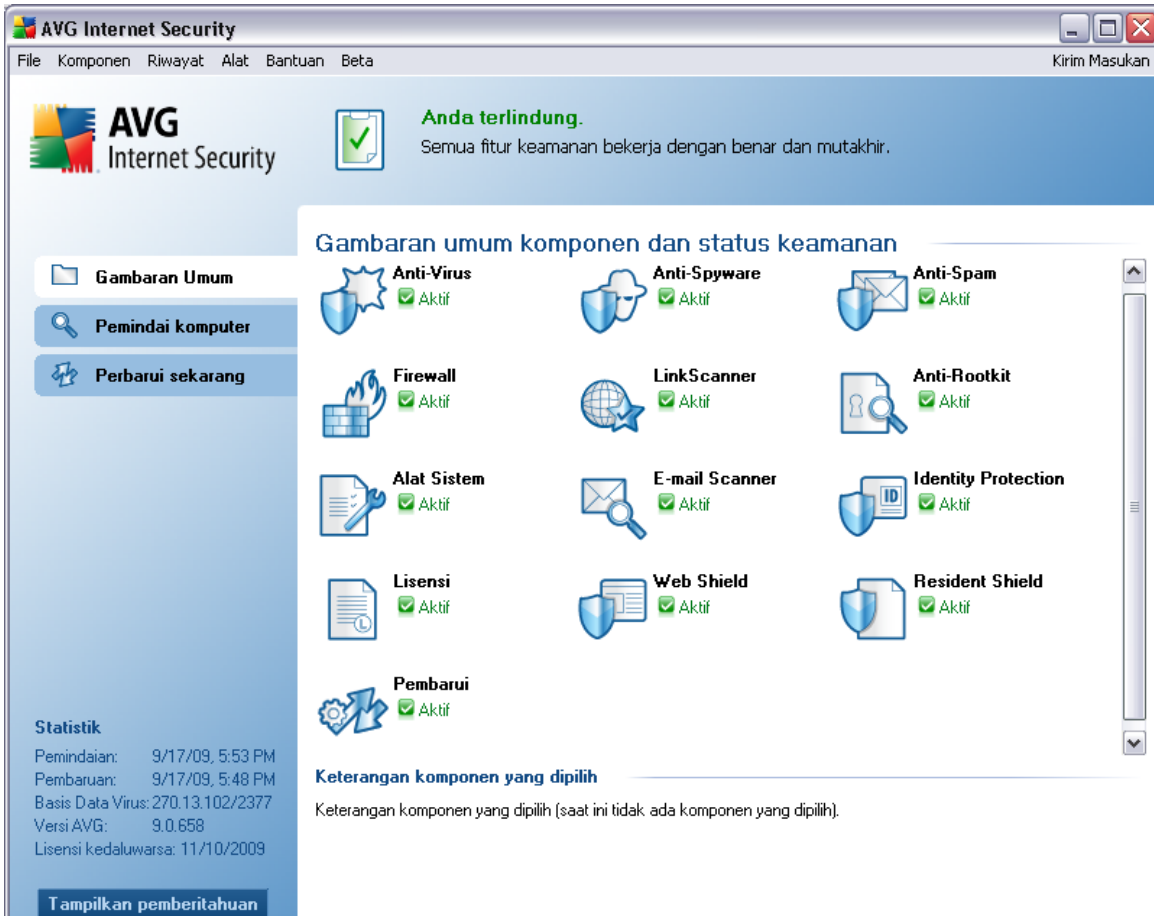 AVG Internet Security
File Komponen Riwayat Alat Bantuan Beta Kirim Masukan
AVG
Internet Security
Anda terlindung.
Semua fitur keamanan bekerja dengan benar dan mutakhir.
Gambaran Umum
Pemindai komputer
Perbarui sekarang
Gambaran umum komponen dan status keamanan
Anti-Virus
Aktif
Anti-Spyware
Aktif
Anti-Spam
Aktif
Firewall
Aktif
LinkScanner
Aktif
Anti-Rootkit
Aktif
Alat Sistem
Aktif
E-mail Scanner
Aktif
Identity Protection
Aktif
ID
Lisensi
Aktif
L
Web Shield
Aktif
Resident Shield
Aktif
Pembarui
Aktif
Keterangan komponen yang dipilih
Keterangan komponen yang dipilih (saat ini tidak ada komponen yang dipilih).
Statistik
Pemindaian: 9/17/09, 5:53 PM
Pembaruan: 9/17/09, 5:48 PM
Basis Data Virus: 270.13.102/2377
Versi AVG: 9.0.658
Lisensi kedaluwarsa: 11/10/2009
Tampilkan pemberitahuan